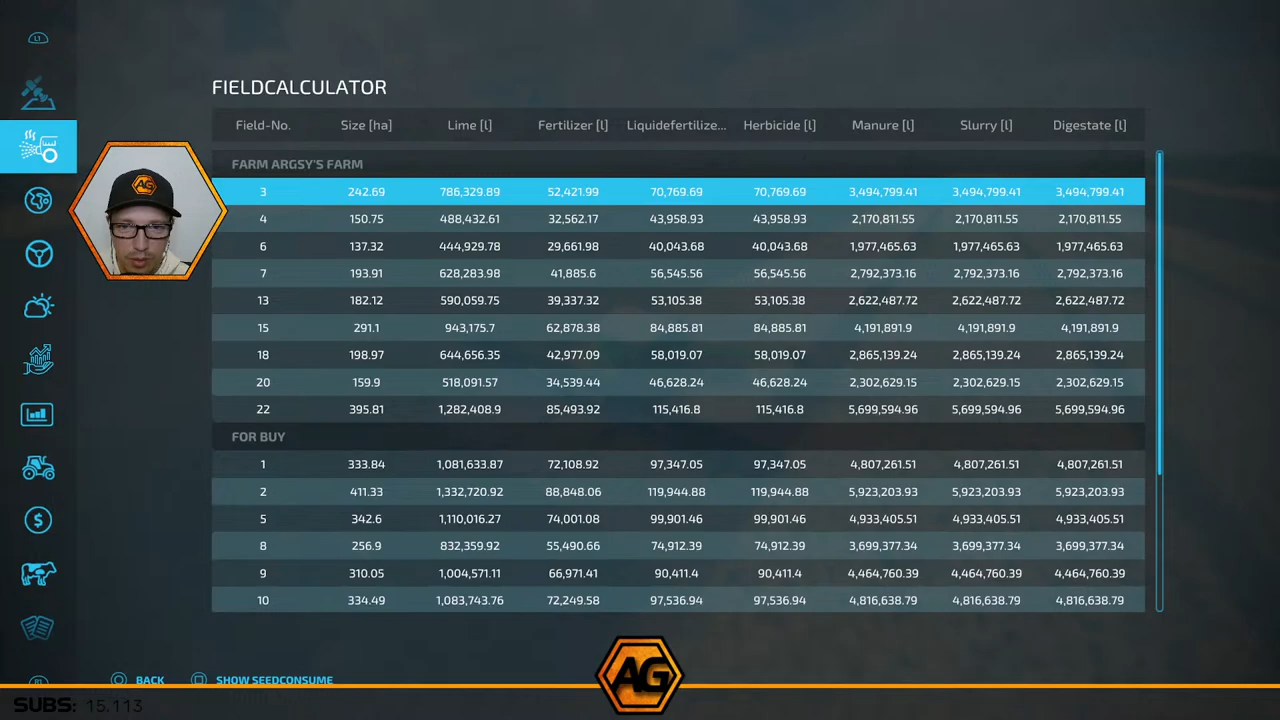 L1
FIELDCALCULATOR
Field-No. Size [ha] Lime [l] Fertilizer [l] Liquidefertilize... Herbicide [l] Manure [l] Slurry [l] Digestate [l]
FARM ARGSY'S FARM
3 242.69 786,329.89 52,421.99 70,769.69 70,769.69 3,494,799.41 3,494,799.41 3,494,799.41
4 150.75 488,432.61 32,562.17 43,958.93 43,958.93 2,170,811.55 2,170,811.55 2,170,811.55
6 137.32 444,929.78 29,661.98 40,043.68 40,043.68 1,977,465.63 1,977,465.63 1,977,465.63
7 193.91 628,283.98 41,885.6 56,545.56 56,545.56 2,792,373.16 2,792,373.16 2,792,373.16
13 182.12 590,059.75 39,337.32 53,105.38 53,105.38 2,622,487.72 2,622,487.72 2,622,487.72
15 291.1 943,175.7 62,878.38 84,885.81 84,885.81 4,191,891.9 4,191,891.9 4,191,891.9
18 198.97 644,656.35 42,977.09 58,019.07 58,019.07 2,865,139.24 2,865,139.24 2,865,139.24
20 159.9 518,091.57 34,539.44 46,628.24 46,628.24 2,302,629.15 2,302,629.15 2,302,629.15
22 395.81 1,282,408.9 85,493.92 115,416.8 115,416.8 5,699,594.96 5,699,594.96 5,699,594.96
FOR BUY
1 333.84 1,081,633.87 72,108.92 97,347.05 97,347.05 4,807,261.51 4,807,261.51 4,807,261.51
2 411.33 1,332,720.92 88,848.06 119,944.88 119,944.88 5,923,203.93 5,923,203.93 5,923,203.93
5 342.6 1,110,016.27 74,001.08 99,901.46 99,901.46 4,933,405.51 4,933,405.51 4,933,405.51
8 256.9 832,359.92 55,490.66 74,912.39 74,912.39 3,699,377.34 3,699,377.34 3,699,377.34
9 310.05 1,004,571.11 66,971.41 90,411.4 90,411.4 4,464,760.39 4,464,760.39 4,464,760.39
10 334.49 1,083,743.76 72,249.58 97,536.94 97,536.94 4,816,638.79 4,816,638.79 4,816,638.79
BACK SHOW SEEDCONSUME
AG
SUBS: 15.113